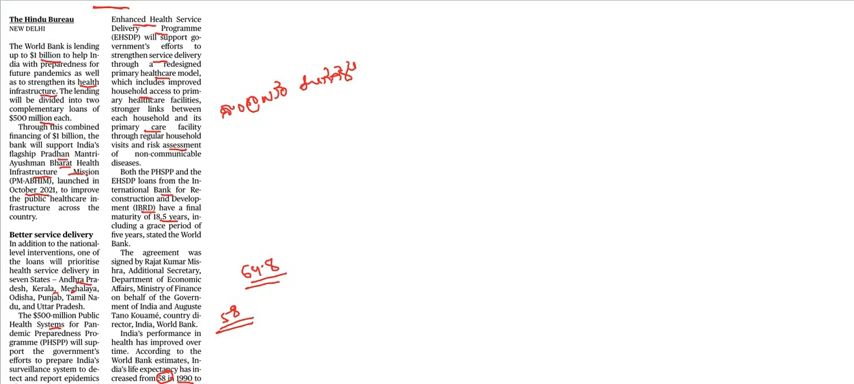 The Hindu Bureau
NEW DELHI
The World Bank is lending
up to $1 billion to help In-
dia with preparedness for
future pandemics as well
as to strengthen its health
infrastructure. The lending
will be divided into two
complementary loans of
$500 million each.
Through this combined
financing of $1 billion, the
bank will support India's
flagship Pradhan Mantri-
Ayushman Bharat Health
Infrastructure Mission
(PM-ABHIM), launched in
October 2021, to improve
the public healthcare in-
frastructure across the
country.
Better service delivery
In addition to the national-
level interventions, one of
the loans will prioritise
health service delivery in
seven States – Andhra Pra-
desh, Kerala, Meghalaya,
Odisha, Punjab, Tamil Na-
du, and Uttar Pradesh.
The $500-million Public
Health Systems for Pan-
demic Preparedness Pro-
gramme (PHSPP) will sup-
port the government's
efforts to prepare India's
surveillance system to de-
tect and report epidemics
Enhanced Health Service
Delivery Programme
(EHSDP) will support go-
vernment's efforts to
strengthen service delivery
through a redesigned
primary healthcare model,
which includes improved
household access to prim-
ary healthcare facilities,
stronger links between
each household and its
primary care facility
through regular household
visits and risk assessment
of non-communicable
diseases.
Both the PHSPP and the
EHSDP loans from the In-
ternational Bank for Re-
construction and Develop-
ment (IBRD) have a final
maturity of 18.5 years, in-
cluding a grace period of
five years, stated the World
Bank.
The agreement was
signed by Rajat Kumar Mis-
hra, Additional Secretary,
Department of Economic
Affairs, Ministry of Finance
on behalf of the Govern-
ment of India and Auguste
Tano Kouamé, country di-
rector, India, World Bank.
India's performance in
health has improved over
time. According to the
World Bank estimates, In-
dia's life expectancy has in-
creased from 58 in 1990 to
64.8
58